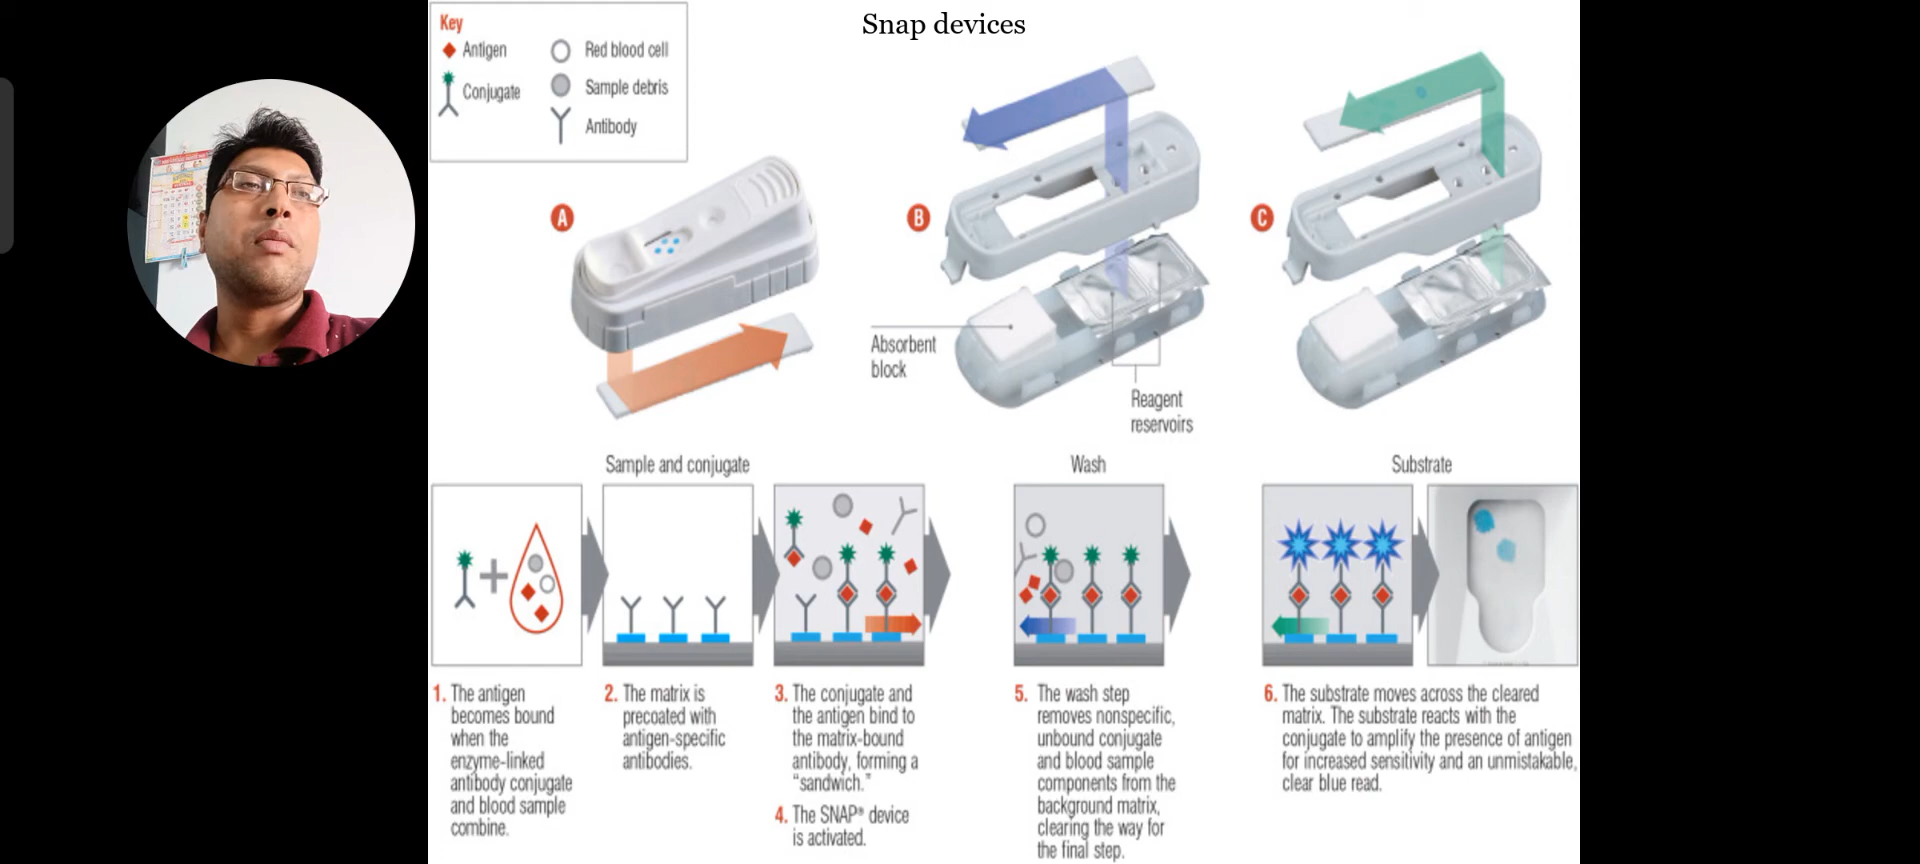 Snap devices
Key
Antigen
Conjugate
Red blood cell
Sample debris
Antibody
A
B
C
Absorbent
block
Reagent
reservoirs
Sample and conjugate
Wash
Substrate
1. The antigen
becomes bound
when the
enzyme-linked
antibody conjugate
and blood sample
combine.
2. The matrix is
precoated with
antigen-specific
antibodies.
3. The conjugate and
the antigen bind to
the matrix-bound
antibody, forming a
“sandwich.”
4. The SNAP® device
is activated.
5. The wash step
removes nonspecific,
unbound conjugate
and blood sample
components from the
background matrix,
clearing the way for
the final step.
6. The substrate moves across the cleared
matrix. The substrate reacts with the
conjugate to amplify the presence of antigen
for increased sensitivity and an unmistakable,
clear blue read.